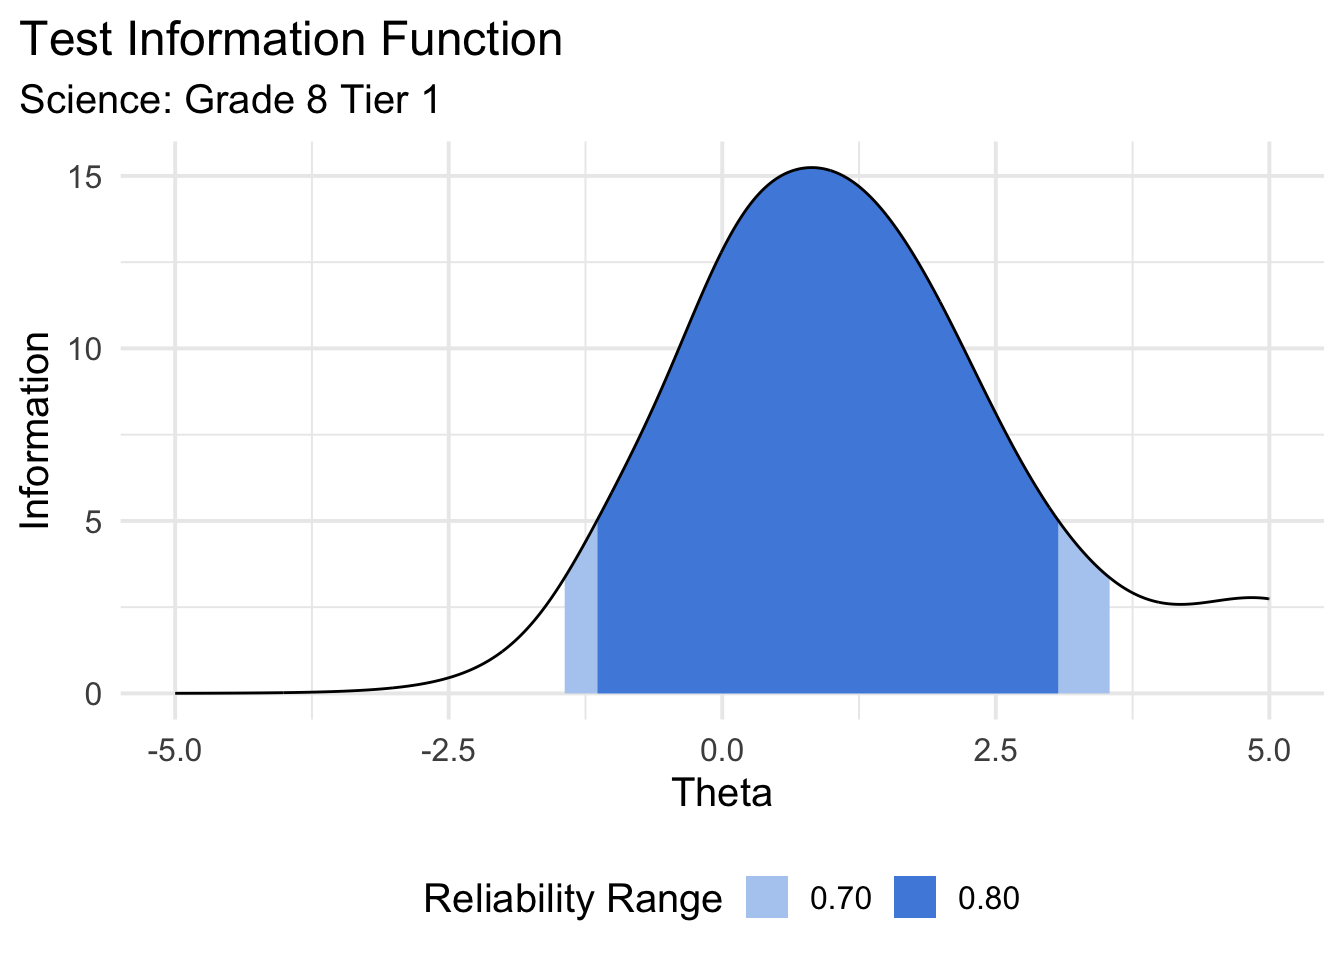 Test Information Function
Science: Grade 8 Tier 1
15
10
5
0
Information
-5.0 -2.5 0.0 2.5 5.0
Theta
Reliability Range 0.70 0.80